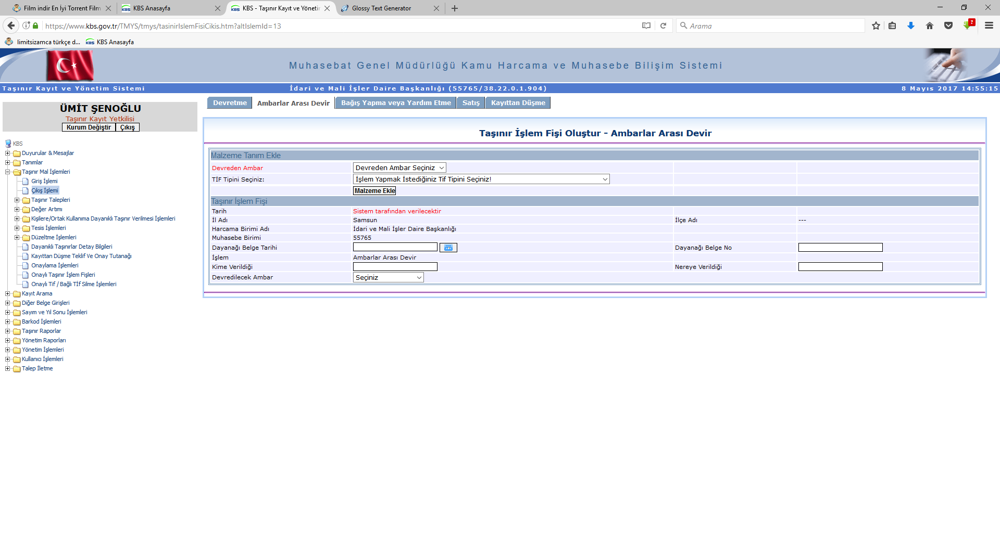 Film indir En İyi Torrent Film
KBS Anasayfa
KBS - Taşınır Kayıt ve Yönetir
Glossy Text Generator
https://www.kbs.gov.tr/TMYS/tmys/tasinirIslemFisiCikis.htm?altIslemId=13
Arama
limitsizamca türkçe d...
KBS Anasayfa
Muhasebat Genel Müdürlüğü Kamu Harcama ve Muhasebe Bilişim Sistemi
Taşınır Kayıt ve Yönetim Sistemi
İdari ve Mali İşler Daire Başkanlığı (55765/38.22.0.1.904)
8 Mayıs 2017 14:55:15
ÜMİT ŞENOĞLU
Taşınır Kayıt Yetkilisi
Kurum Değiştir
Çıkış
KBS
Duyurular & Mesajlar
Tanımlar
Taşınır Mal İşlemleri
Giriş İşlemi
Çıkış İşlemi
Taşınır Talepleri
Değer Artımı
Kişilere/Ortak Kullanıma Dayanıklı Taşınır Verilmesi İşlemleri
Tesis İşlemleri
Düzeltme İşlemleri
Dayanıklı Taşınırlar Detay Bilgileri
Kayıttan Düşme Teklif Ve Onay Tutanağı
Onaylama İşlemleri
Onaylı Taşınır İşlem Fişleri
Onaylı Tif / Bağlı Tİf Silme İşlemleri
Kayıt Arama
Diğer Belge Girişleri
Sayım ve Yıl Sonu İşlemleri
Barkod İşlemleri
Taşınır Raporlar
Yönetim Raporları
Yönetim İşlemleri
Kullanıcı İşlemleri
Talep İletme
Devretme
Ambarlar Arası Devir
Bağış Yapma veya Yardım Etme
Satış
Kayıttan Düşme
Taşınır İşlem Fişi Oluştur - Ambarlar Arası Devir
Malzeme Tanım Ekle
Devreden Ambar
Devreden Ambar Seçiniz
TİF Tipini Seçiniz:
İşlem Yapmak İstediğiniz Tif Tipini Seçiniz!
Malzeme Ekle
Taşınır İşlem Fişi
Tarih
Sistem tarafından verilecektir
İl Adı
Samsun
İlçe Adı
---
Harcama Birimi Adı
İdari ve Mali İşler Daire Başkanlığı
Muhasebe Birimi
55765
Dayanağı Belge Tarihi
Dayanağı Belge No
İşlem
Ambarlar Arası Devir
Kime Verildiği
Nereye Verildiği
Devredilecek Ambar
Seçiniz